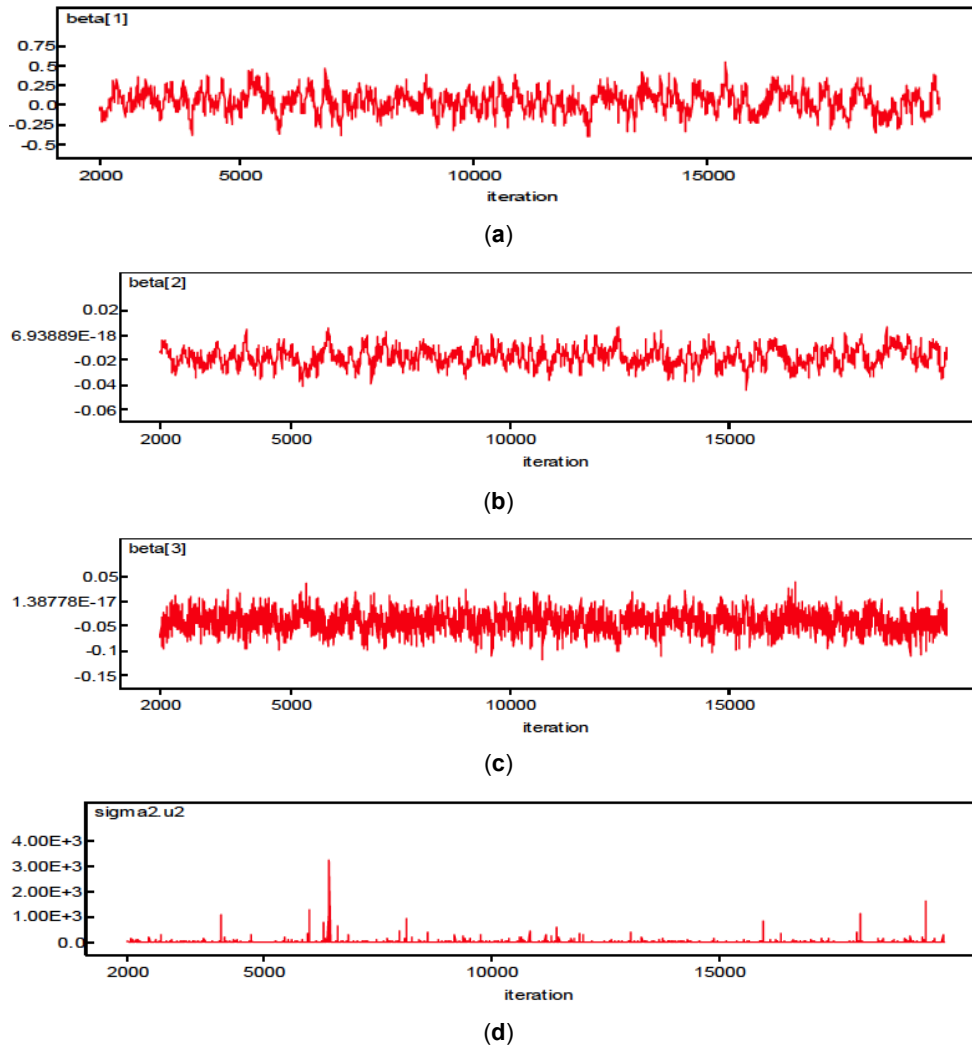 beta[1]
0.75
0.5
0.25
0.0
-0.25
-0.5
2000 5000 10000 15000
iteration
(a)
beta[2]
0.02
6.93889E-18
-0.02
-0.04
-0.06
2000 5000 10000 15000
iteration
(b)
beta[3]
0.05
1.38778E-17
-0.05
-0.1
-0.15
2000 5000 10000 15000
iteration
(c)
sigma2.u2
4.00E+3
3.00E+3
2.00E+3
1.00E+3
0.0
2000 5000 10000 15000
iteration
(d)